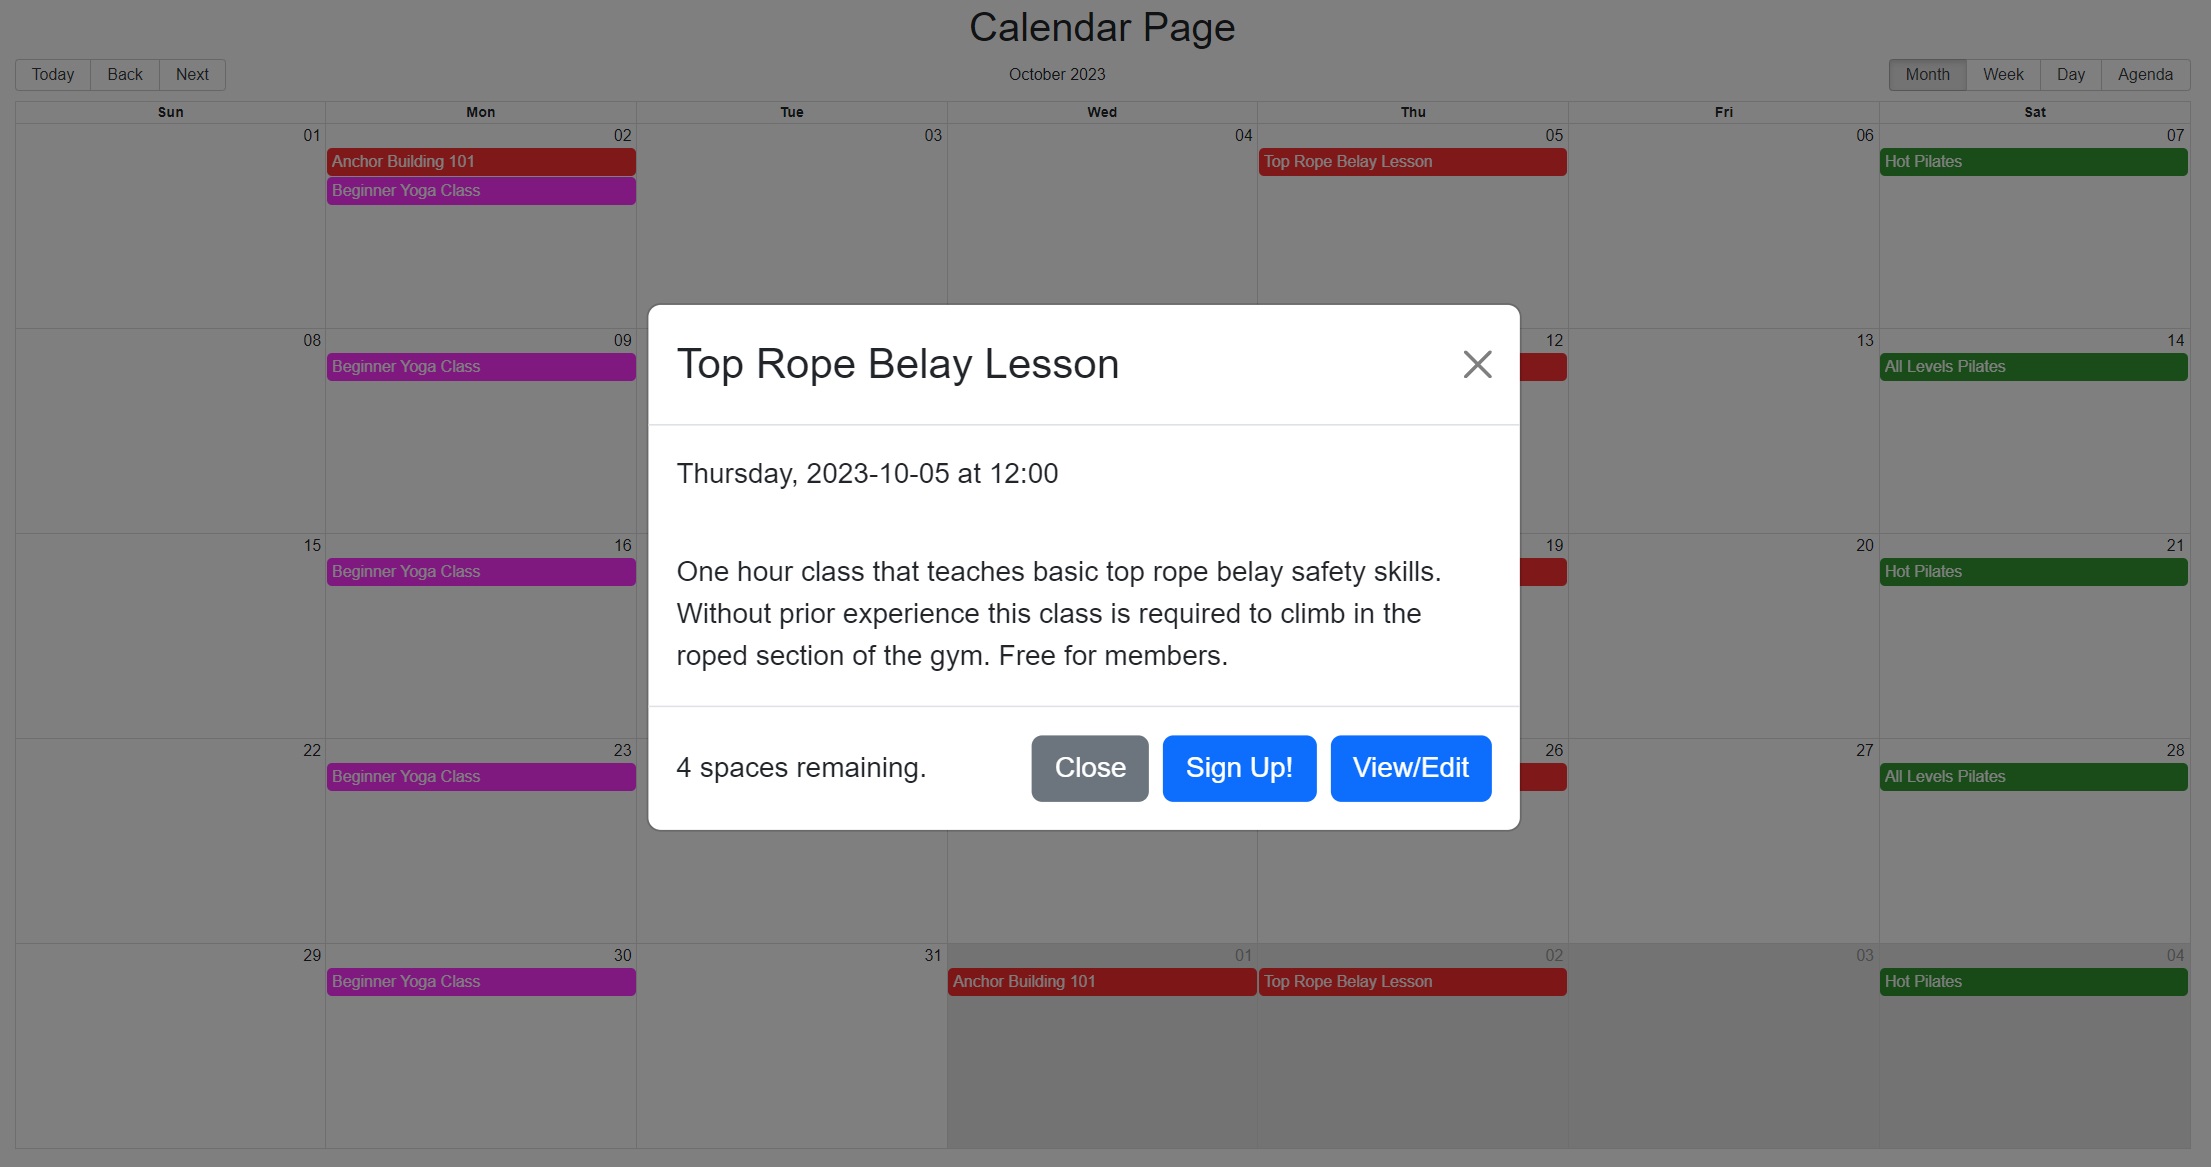 Calendar Page
Today Back Next October 2023 Month Week Day Agenda
Sun Mon Tue Wed Thu Fri Sat
01 02 03 04 05 06 07
Anchor Building 101 Top Rope Belay Lesson Hot Pilates
Beginner Yoga Class
08 09 12 13 14
Beginner Yoga Class All Levels Pilates
15 16 19 20 21
Beginner Yoga Class Hot Pilates
22 23 26 27 28
Beginner Yoga Class All Levels Pilates
29 30 31 01 02 03 04
Beginner Yoga Class Anchor Building 101 Top Rope Belay Lesson Hot Pilates
Top Rope Belay Lesson
Thursday, 2023-10-05 at 12:00
One hour class that teaches basic top rope belay safety skills.
Without prior experience this class is required to climb in the
roped section of the gym. Free for members.
4 spaces remaining. Close Sign Up! View/Edit